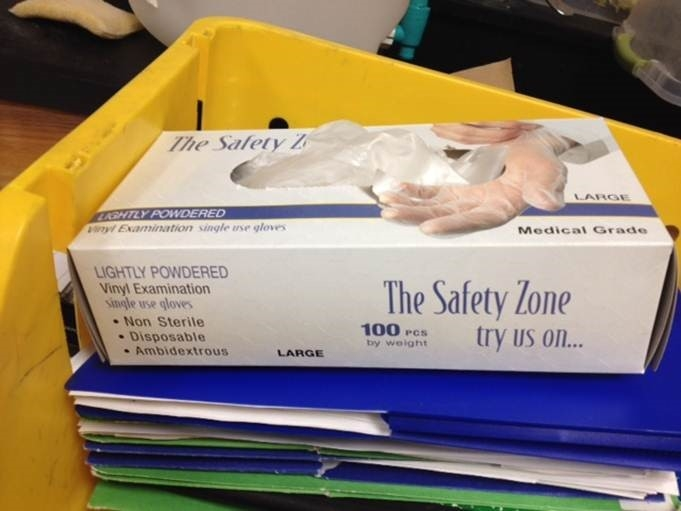 The Safety Z
LARGE
LIGHTLY POWDERED
Vinyl Examination single use gloves
Medical Grade
LIGHTLY POWDERED
Vinyl Examination
single use gloves
• Non Sterile
• Disposable
• Ambidextrous
LARGE
The Safety Zone
100 PCS
by weight
try us on...